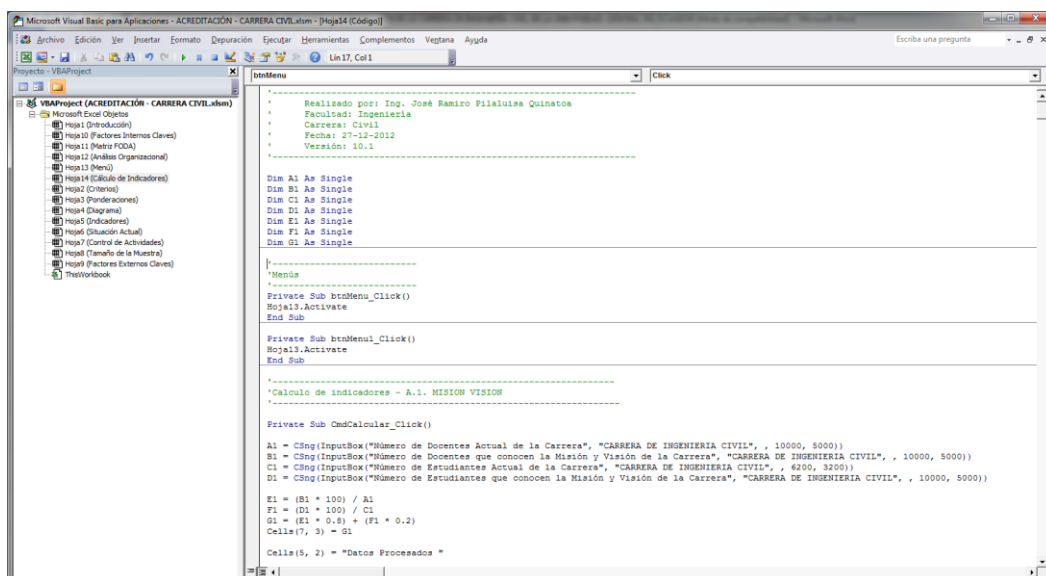 Microsoft Visual Basic para Aplicaciones - ACREDITACIÓN - CARRERA CIVIL.xlsm - [Hoja14 (Código)]
Archivo Edición Ver Insertar Formato Depuración Ejecutar Herramientas Complementos Ventana Ayuda
Escriba una pregunta
Lin 17, Col 1
Proyecto - VBAProject
VBAProject (ACREDITACIÓN - CARRERA CIVIL.xlsm)
Microsoft Excel Objetos
Hoja1 (Introducción)
Hoja10 (Factores Internos Claves)
Hoja11 (Matriz FODA)
Hoja12 (Análisis Organizacional)
Hoja13 (Menú)
Hoja14 (Cálculo de Indicadores)
Hoja2 (Criterios)
Hoja3 (Ponderaciones)
Hoja4 (Diagrama)
Hoja5 (Indicadores)
Hoja6 (Situación Actual)
Hoja7 (Control de Actividades)
Hoja8 (Tamaño de la Muestra)
Hoja9 (Factores Externos Claves)
ThisWorkbook
btnMenu
Click
'------------------------------------------------------------------
' Realizado por: Ing. José Ramiro Pilaluisa Quinatoa
' Facultad: Ingeniería
' Carrera: Civil
' Fecha: 27-12-2012
' Versión: 10.1
'------------------------------------------------------------------
Dim A1 As Single
Dim B1 As Single
Dim C1 As Single
Dim D1 As Single
Dim E1 As Single
Dim F1 As Single
Dim G1 As Single
'--------------------------
'Menús
'--------------------------
Private Sub btnMenu_Click()
Hoja13.Activate
End Sub
Private Sub btnMenu1_Click()
Hoja13.Activate
End Sub
'--------------------------------------------------------------
'Calculo de indicadores - A.1. MISION VISION
'---------------------------------------------------------------
Private Sub CmdCalcular_Click()
A1 = CSng(InputBox("Número de Docentes Actual de la Carrera", "CARRERA DE INGENIERIA CIVIL", , 10000, 5000))
B1 = CSng(InputBox("Número de Docentes que conocen la Misión y Visión de la Carrera", "CARRERA DE INGENIERIA CIVIL", , 10000, 5000))
C1 = CSng(InputBox("Número de Estudiantes Actual de la Carrera", "CARRERA DE INGENIERIA CIVIL", , 6200, 3200))
D1 = CSng(InputBox("Número de Estudiantes que conocen la Misión y Visión de la Carrera", "CARRERA DE INGENIERIA CIVIL", , 10000, 5000))
E1 = (B1 * 100) / A1
F1 = (D1 * 100) / C1
G1 = (E1 * 0.8) + (F1 * 0.2)
Cells(7, 3) = G1
Cells(5, 2) = "Datos Procesados "